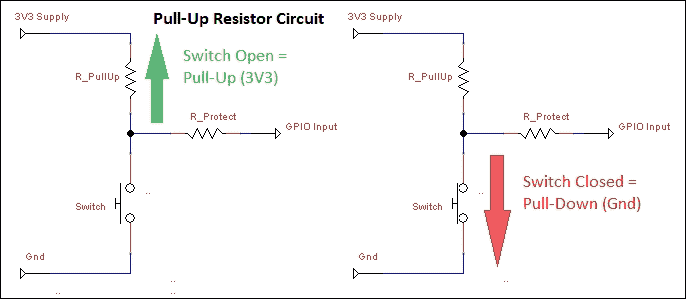 Pull-Up Resistor Circuit
3V3 Supply
Switch Open =
Pull-Up (3V3)
R_PullUp
R_Protect
GPIO Input
Switch
..
Gnd
..
..
..
3V3 Supply
R_PullUp
R_Protect
GPIO Input
..
Switch Closed =
Pull-Down (Gnd)
Switch
Gnd
..
..